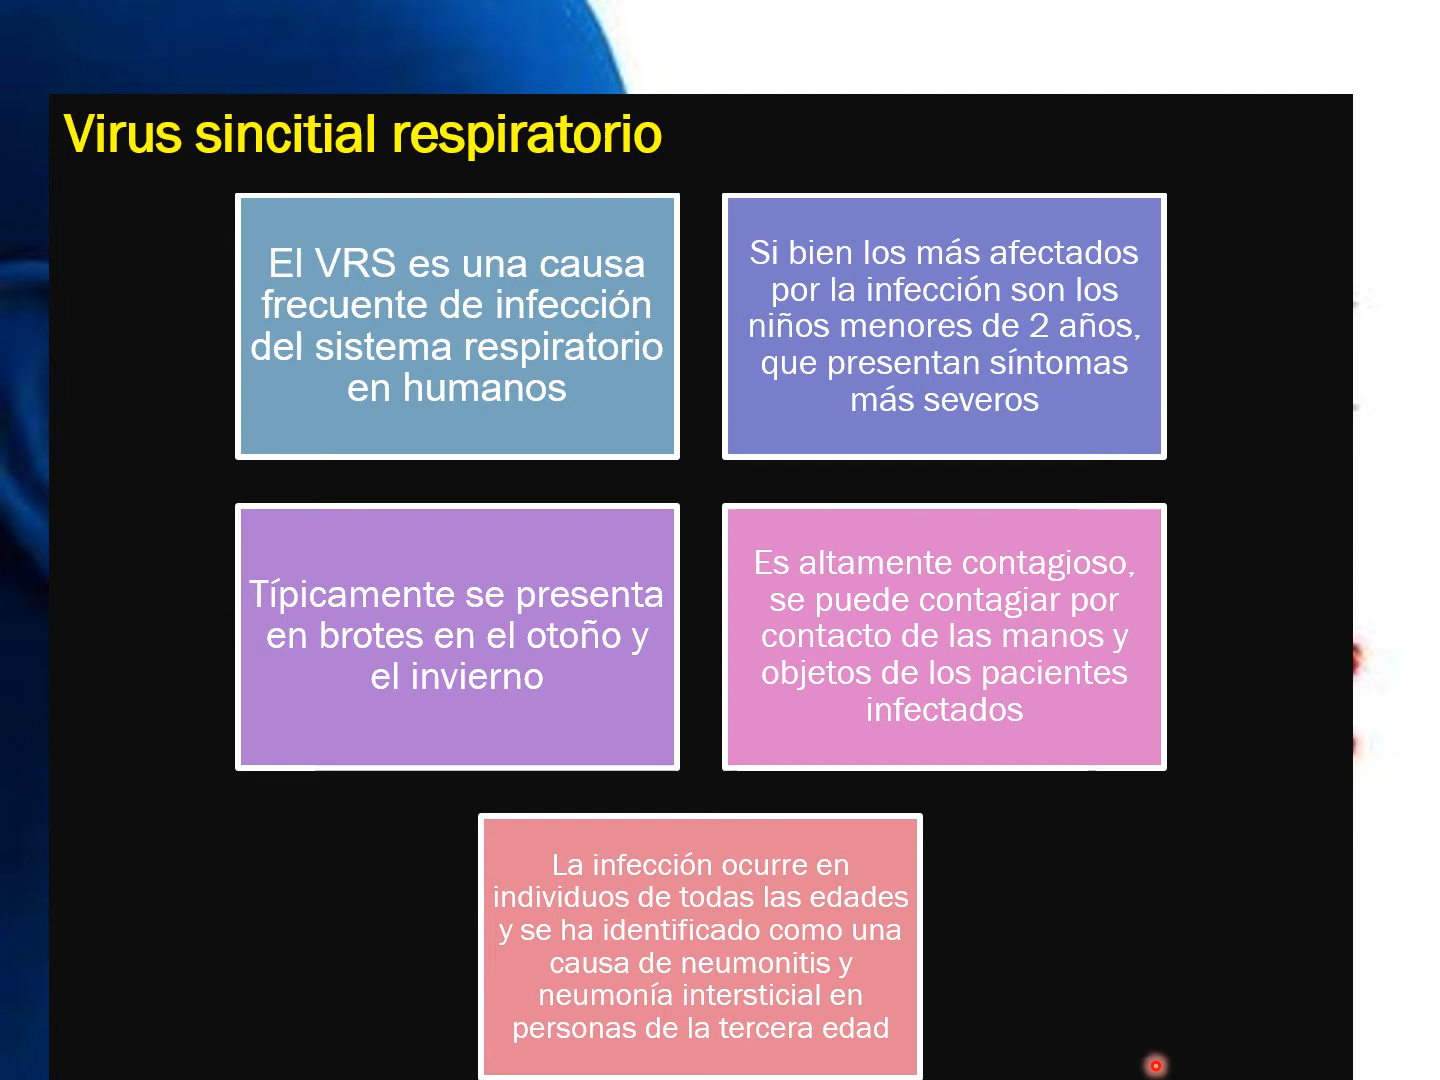 Virus sincitial respiratorio
El VRS es una causa
frecuente de infección
del sistema respiratorio
en humanos
Si bien los más afectados
por la infección son los
niños menores de 2 años,
que presentan síntomas
más severos
Típicamente se presenta
en brotes en el otoño y
el invierno
Es altamente contagioso,
se puede contagiar por
contacto de las manos y
objetos de los pacientes
infectados
La infección ocurre en
individuos de todas las edades
y se ha identificado como una
causa de neumonitis y
neumonía intersticial en
personas de la tercera edad